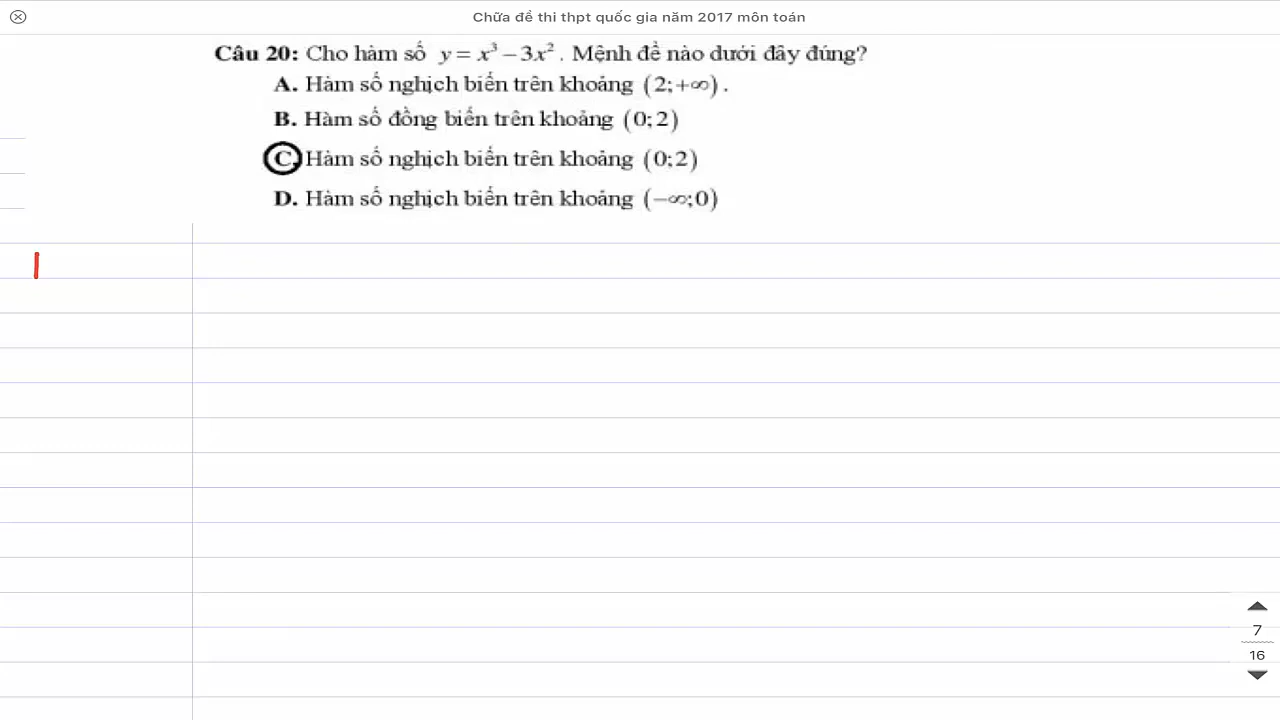 Chữa đề thi thpt quốc gia năm 2017 môn toán
Câu 20: Cho hàm số y = x³ − 3x². Mệnh đề nào dưới đây đúng?
A. Hàm số nghịch biến trên khoảng (2;+∞).
B. Hàm số đồng biến trên khoảng (0;2)
C Hàm số nghịch biến trên khoảng (0;2)
D. Hàm số nghịch biến trên khoảng (−∞;0)
7
16